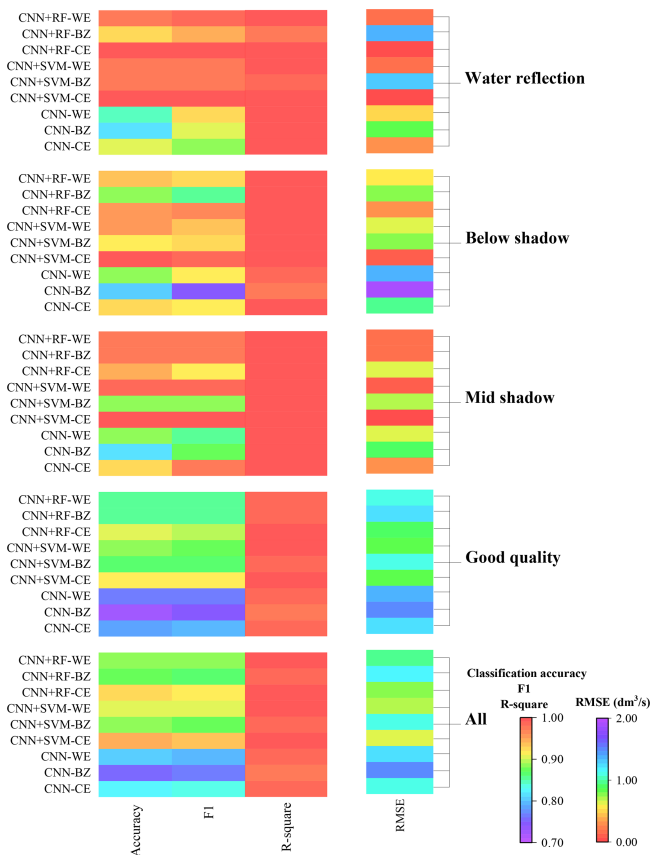 CNN+RF-WE
CNN+RF-BZ
CNN+RF-CE
CNN+SVM-WE
CNN+SVM-BZ
CNN+SVM-CE
CNN-WE
CNN-BZ
CNN-CE
Water reflection
CNN+RF-WE
CNN+RF-BZ
CNN+RF-CE
CNN+SVM-WE
CNN+SVM-BZ
CNN+SVM-CE
CNN-WE
CNN-BZ
CNN-CE
Below shadow
CNN+RF-WE
CNN+RF-BZ
CNN+RF-CE
CNN+SVM-WE
CNN+SVM-BZ
CNN+SVM-CE
CNN-WE
CNN-BZ
CNN-CE
Mid shadow
CNN+RF-WE
CNN+RF-BZ
CNN+RF-CE
CNN+SVM-WE
CNN+SVM-BZ
CNN+SVM-CE
CNN-WE
CNN-BZ
CNN-CE
Good quality
CNN+RF-WE
CNN+RF-BZ
CNN+RF-CE
CNN+SVM-WE
CNN+SVM-BZ
CNN+SVM-CE
CNN-WE
CNN-BZ
CNN-CE
All
Accuracy
F1
R-square
RMSE
Classification accuracy
F1
R-square
1.00
0.90
0.80
0.70
RMSE (dm³/s)
2.00
1.00
0.00